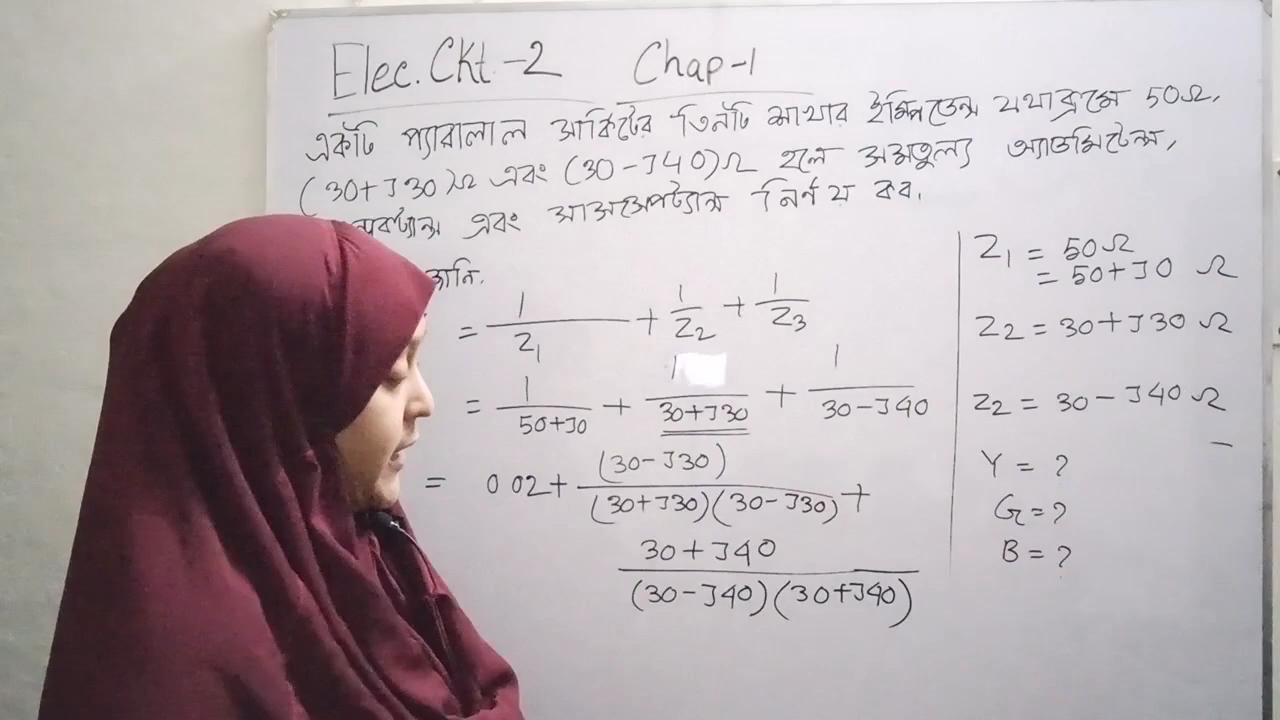 Elec. Ckt.-2 Chap-1
একটি প্যারালাল সার্কিটের তিনটি শাখার ইম্পিডেন্স যথাক্রমে 50Ω,
(30+J30)Ω এবং (30-J40)Ω হলে সমতুল্য অ্যাডমিটেন্স,
এবং সাসসেপট্যান্স নির্ণয় কর.
জানি.
= 1/Z1 + 1/Z2 + 1/Z3
= 1/50+J0 + 1/30+J30 + 1/30-J40
= 0.02 + (30-J30)/(30+J30)(30-J30) +
30+J40/(30-J40)(30+J40)
Z1 = 50Ω
= 50+J0 Ω
Z2 = 30+J30 Ω
Z2 = 30-J40 Ω
Y = ?
G = ?
B = ?